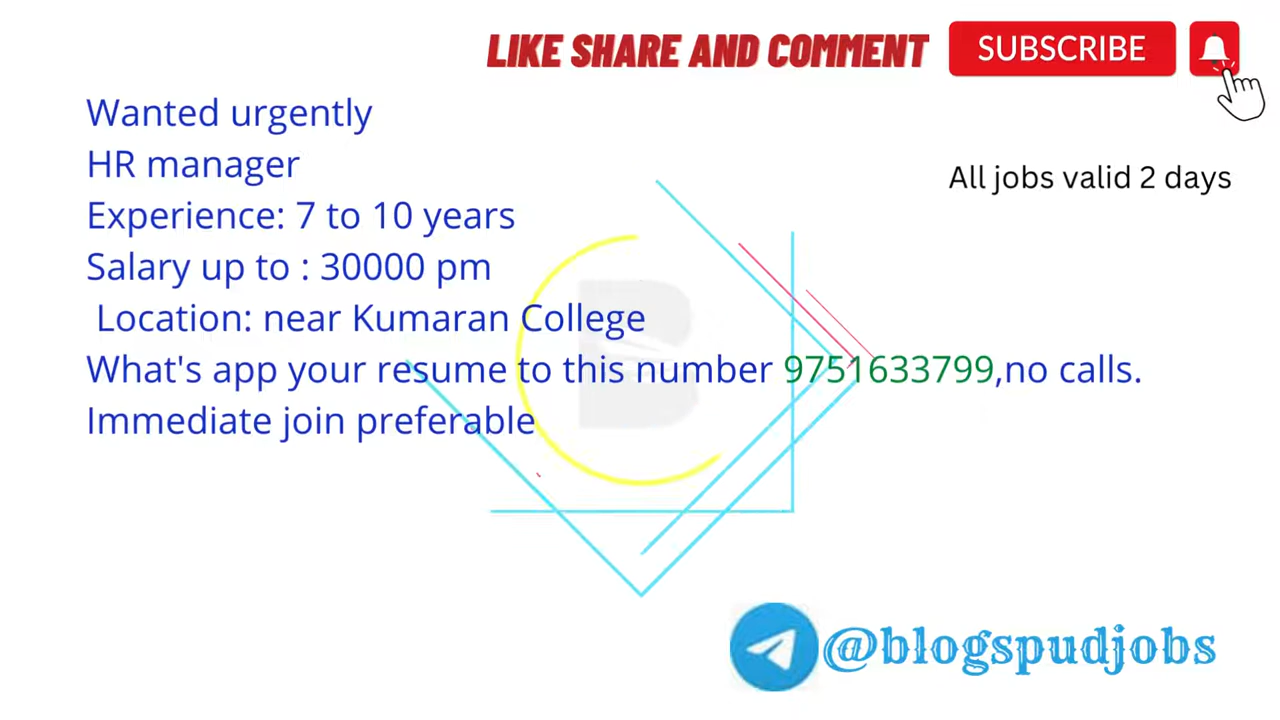 LIKE SHARE AND COMMENT
SUBSCRIBE
Wanted urgently
HR manager
All jobs valid 2 days
Experience: 7 to 10 years
Salary up to : 30000 pm
Location: near Kumaran College
What's app your resume to this number 9751633799,no calls.
Immediate join preferable
@blogspudjobs